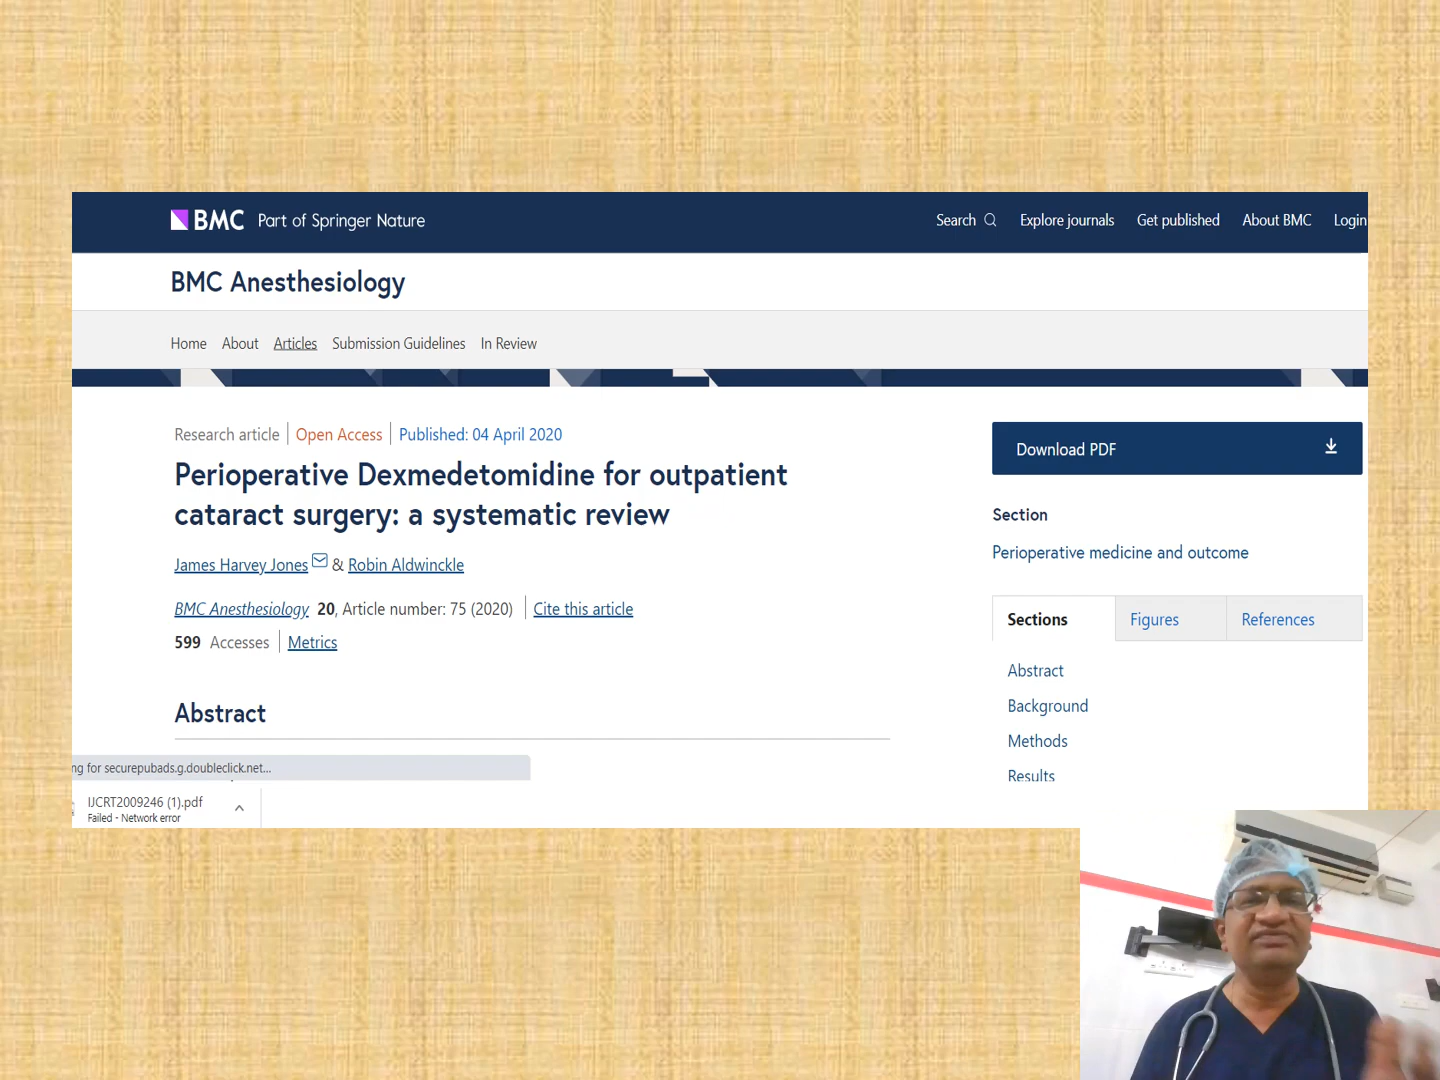 BMC Part of Springer Nature
Search Explore journals Get published About BMC Login
BMC Anesthesiology
Home About Articles Submission Guidelines In Review
Research article Open Access Published: 04 April 2020
Perioperative Dexmedetomidine for outpatient
cataract surgery: a systematic review
James Harvey Jones & Robin Aldwinckle
BMC Anesthesiology 20, Article number: 75 (2020) Cite this article
599 Accesses Metrics
Abstract
Download PDF
Section
Perioperative medicine and outcome
Sections Figures References
Abstract
Background
Methods
Results
ng for securepubads.g.doubleclick.net...
IJCRT2009246 (1).pdf
Failed - Network error